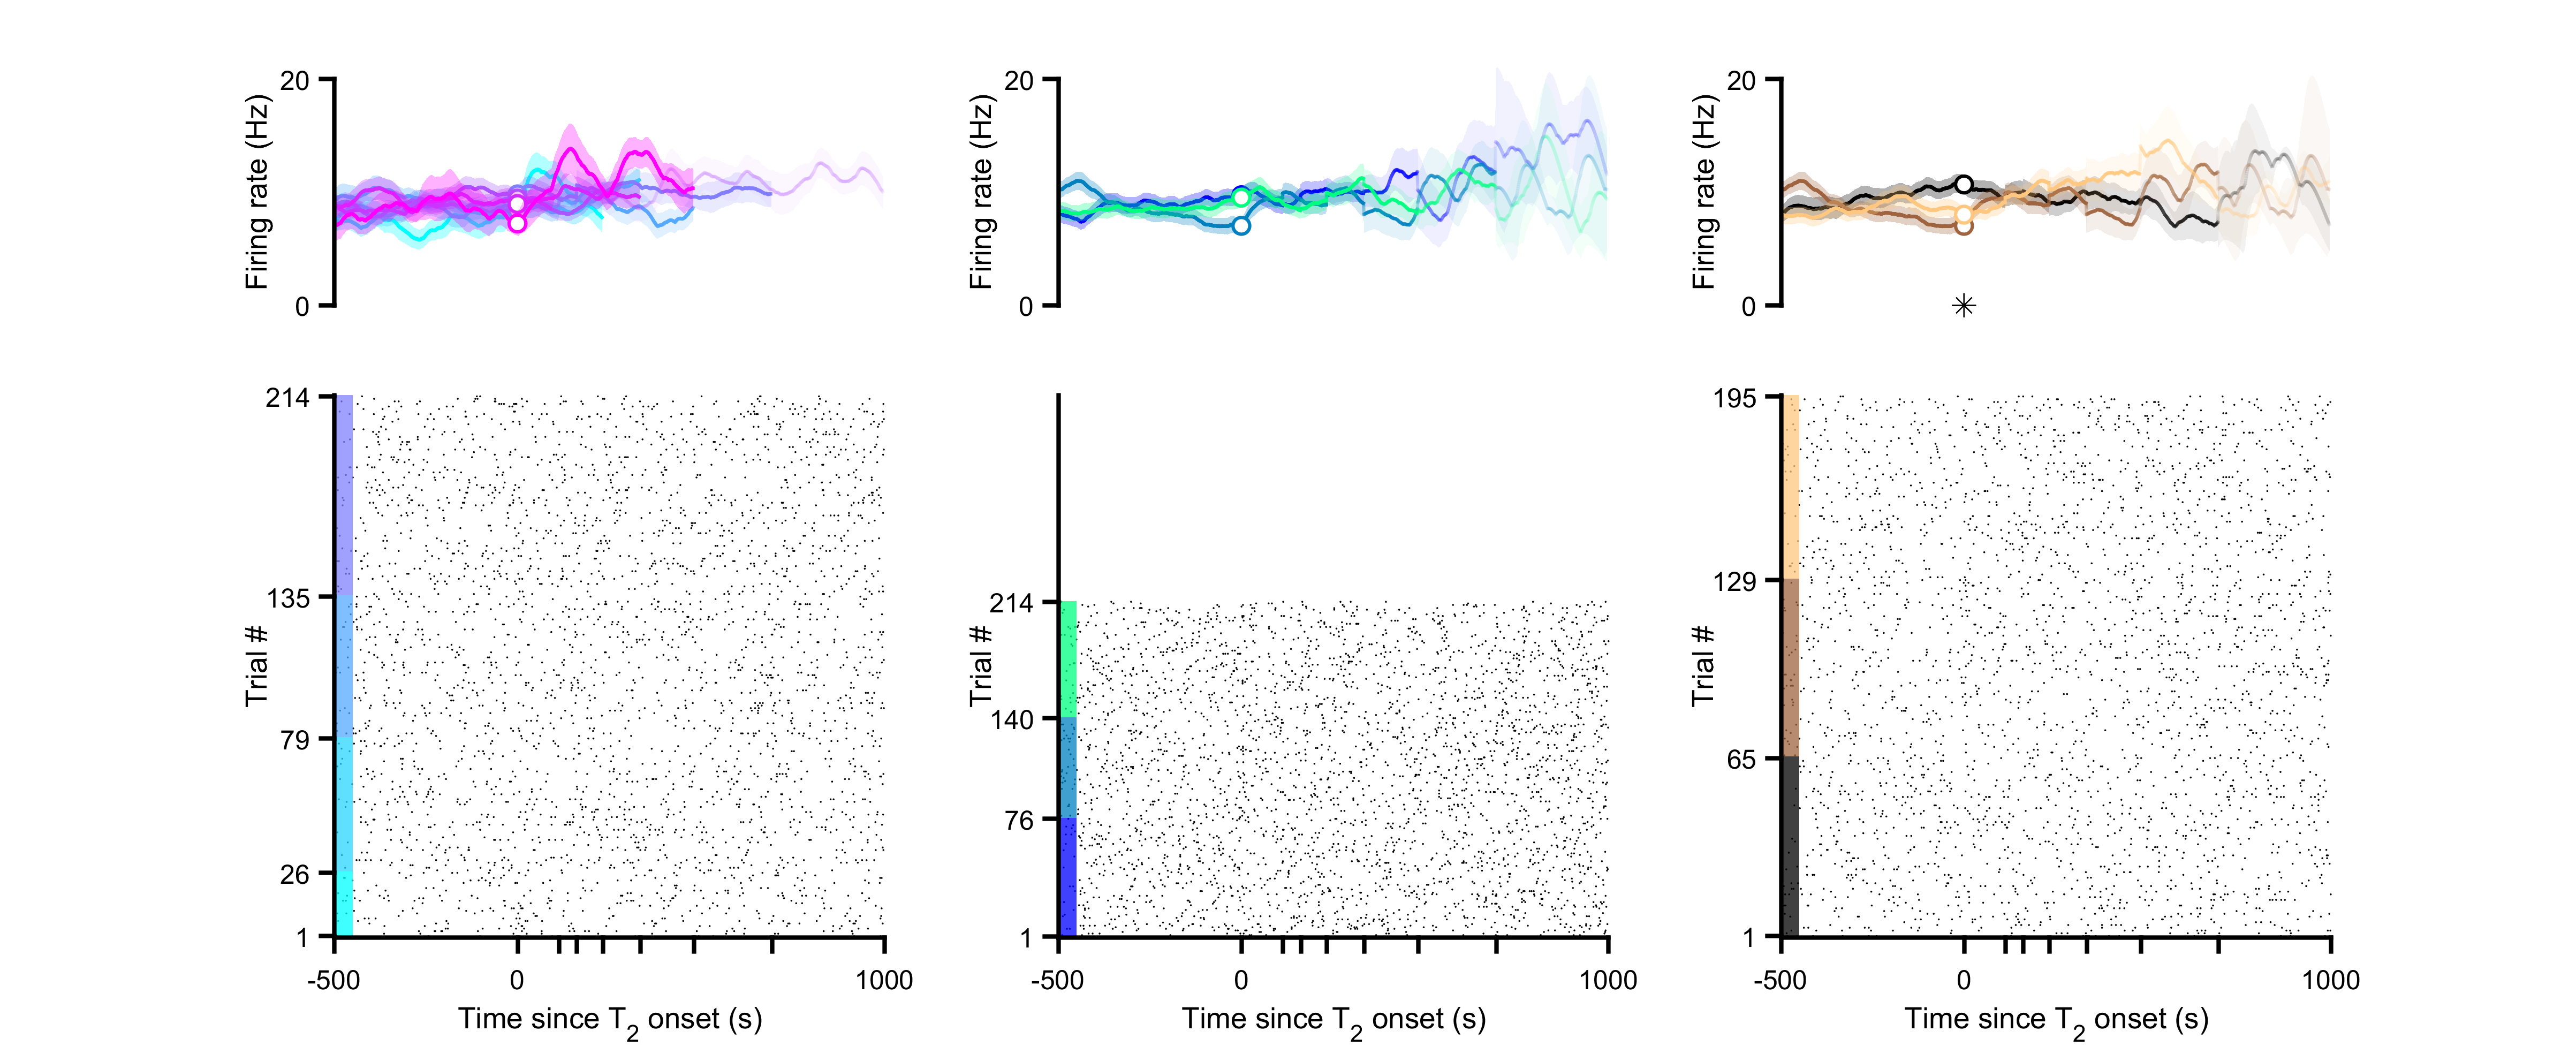 20
Firing rate (Hz)
0
20
Firing rate (Hz)
0
20
Firing rate (Hz)
0
214
135
79
26
1
Trial #
-500 0 1000
Time since T2 onset (s)
214
140
76
1
Trial #
-500 0 1000
Time since T2 onset (s)
195
129
65
1
Trial #
-500 0 1000
Time since T2 onset (s)